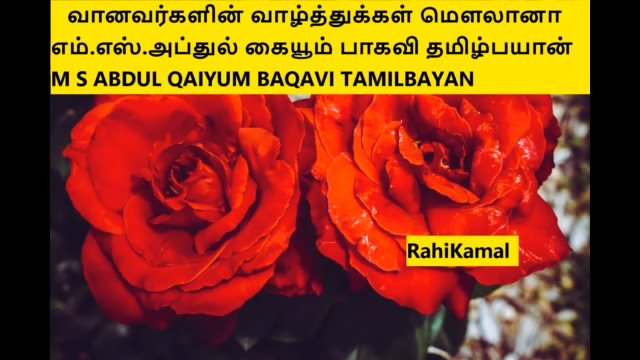 வானவர்களின் வாழ்த்துக்கள் மௌலானா
எம்.எஸ்.அப்துல் கையூம் பாகவி தமிழ்பயான்
M S ABDUL QAIYUM BAQAVI TAMILBAYAN
RahiKamal